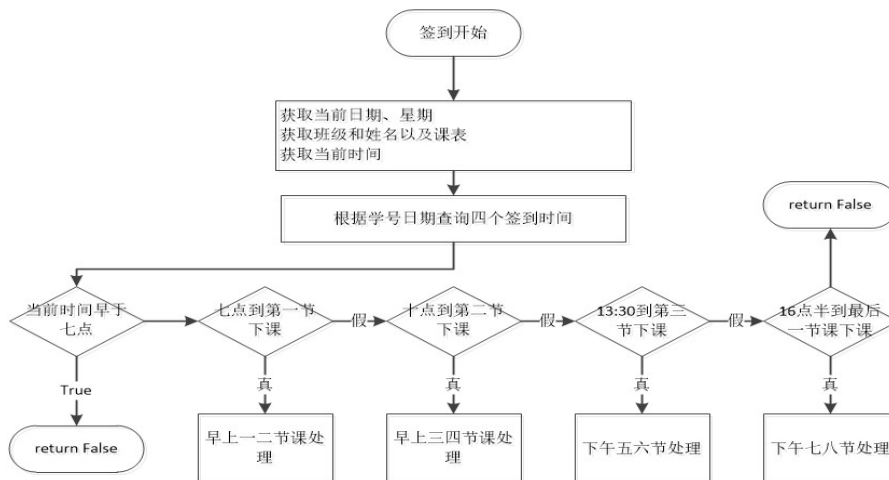 签到开始
获取当前日期、星期
获取班级和姓名以及课表
获取当前时间
根据学号日期查询四个签到时间
return False
当前时间早于
七点
七点到第一节
下课
假
十点到第二节
下课
假
13:30到第三
节下课
假
16点半到最后
一节课下课
True
真
真
真
真
return False
早上一二节课处
理
早上三四节课处
理
下午五六节处理
下午七八节处理